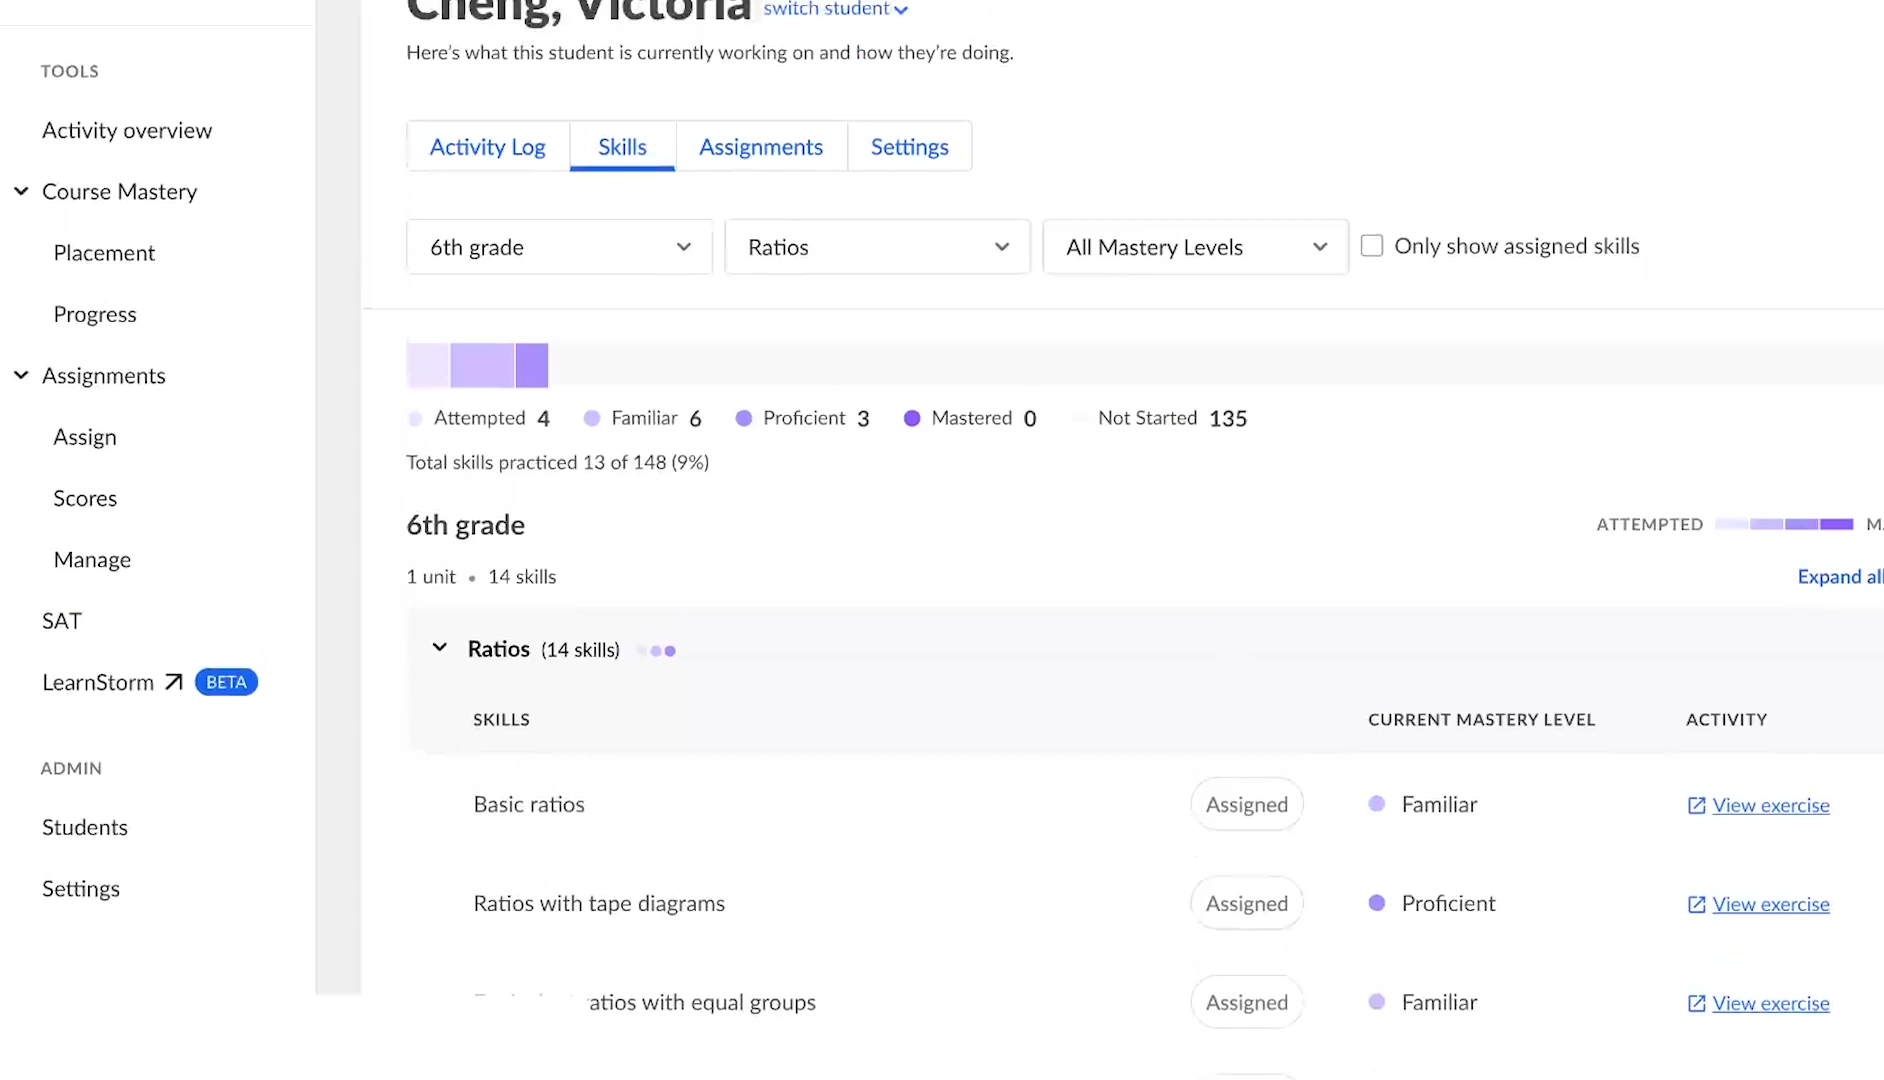 Cheng, Victoria switch student
Here's what this student is currently working on and how they're doing.
TOOLS
Activity overview
Course Mastery
Placement
Progress
Assignments
Assign
Scores
Manage
SAT
LearnStorm BETA
ADMIN
Students
Settings
Activity Log Skills Assignments Settings
6th grade Ratios All Mastery Levels Only show assigned skills
Attempted 4 Familiar 6 Proficient 3 Mastered 0 Not Started 135
Total skills practiced 13 of 148 (9%)
6th grade ATTEMPTED
1 unit • 14 skills Expand all
Ratios (14 skills)
SKILLS CURRENT MASTERY LEVEL ACTIVITY
Basic ratios Assigned Familiar View exercise
Ratios with tape diagrams Assigned Proficient View exercise
ratios with equal groups Assigned Familiar View exercise